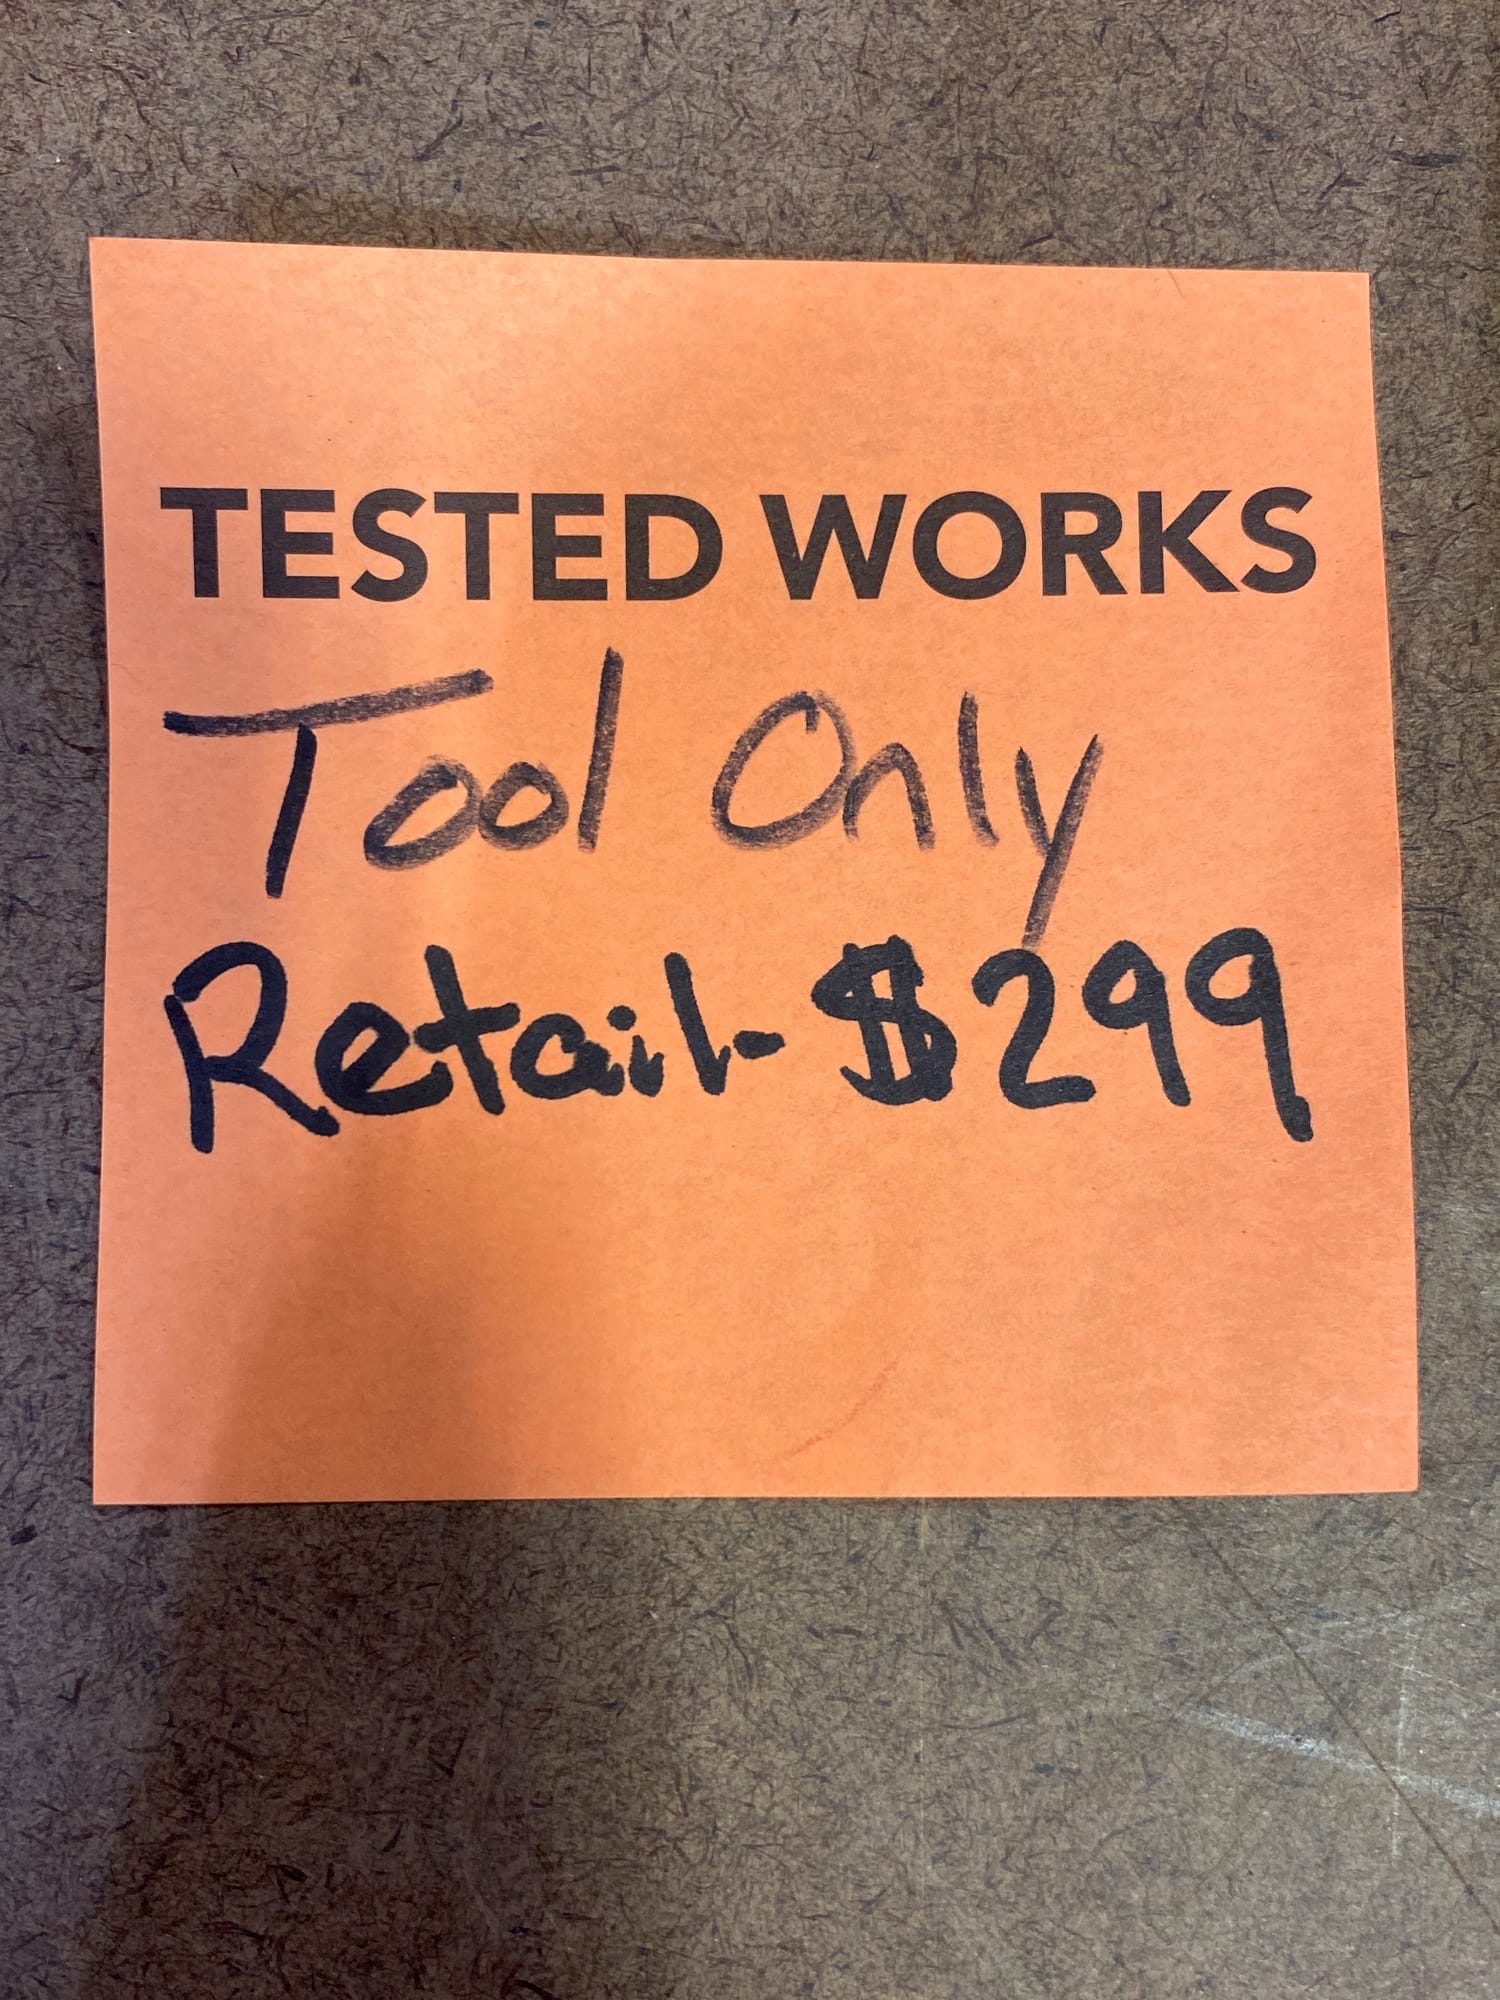 TESTED WORKS
Tool Only
Retail- $299